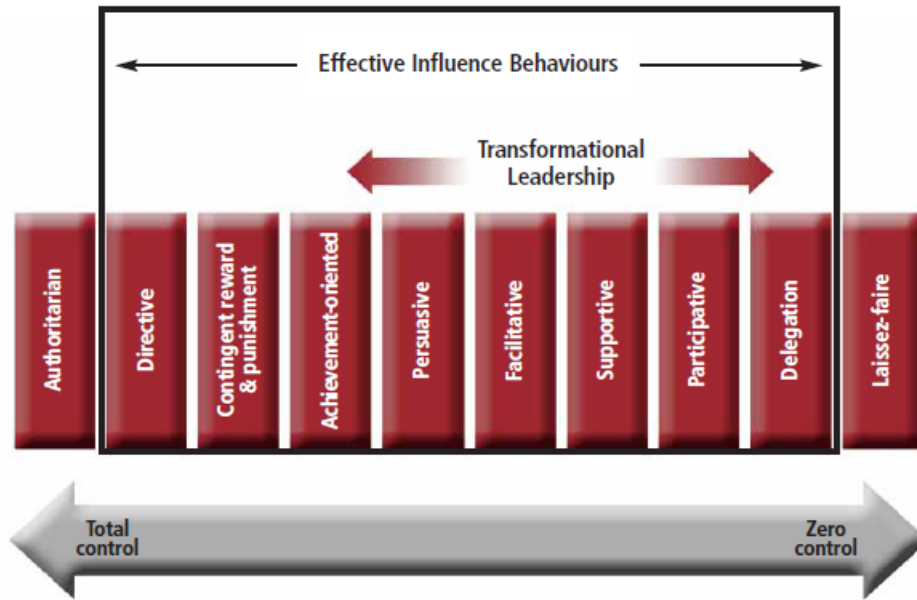 Effective Influence Behaviours
Transformational
Leadership
Authoritarian
Directive
Contingent reward
& punishment
Achievement-oriented
Persuasive
Facilitative
Supportive
Participative
Delegation
Laissez-faire
Total
control
Zero
control